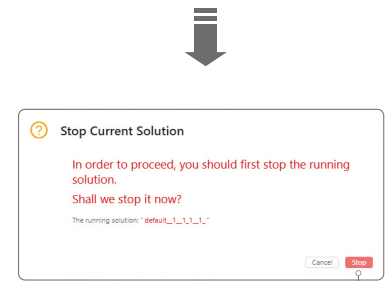 Stop Current Solution
In order to proceed, you should first stop the running
solution.
Shall we stop it now?
The running solution: " default__1__1_1__1_ "
Cancel Stop